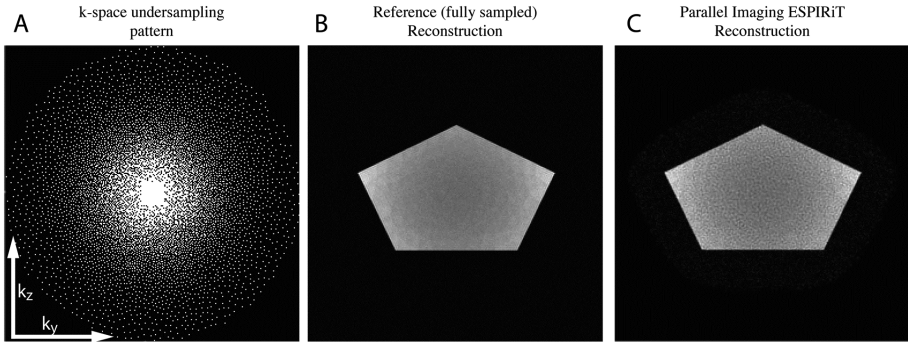 A
k-space undersampling
pattern
B
Reference (fully sampled)
Reconstruction
C
Parallel Imaging ESPIRiT
Reconstruction
kz
ky